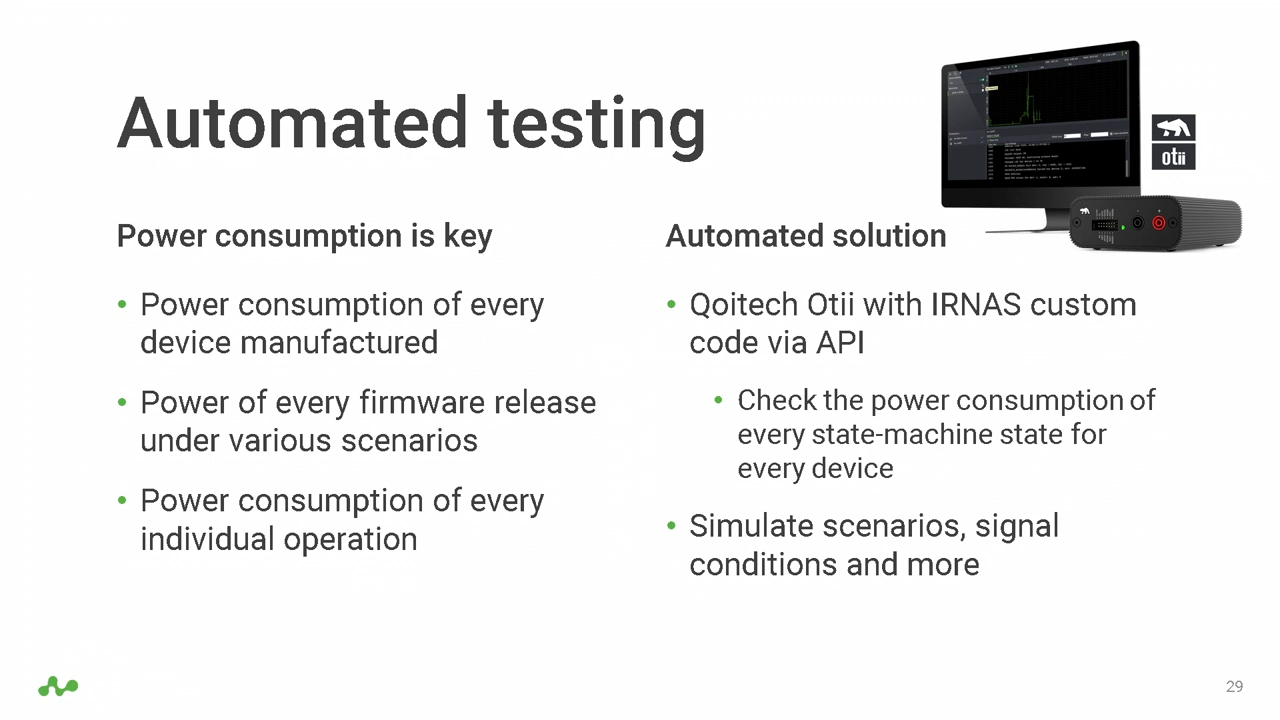 Automated testing
otii
Power consumption is key
• Power consumption of every
device manufactured
• Power of every firmware release
under various scenarios
• Power consumption of every
individual operation
Automated solution
• Qoitech Otii with IRNAS custom
code via API
• Check the power consumption of
every state-machine state for
every device
• Simulate scenarios, signal
conditions and more
29